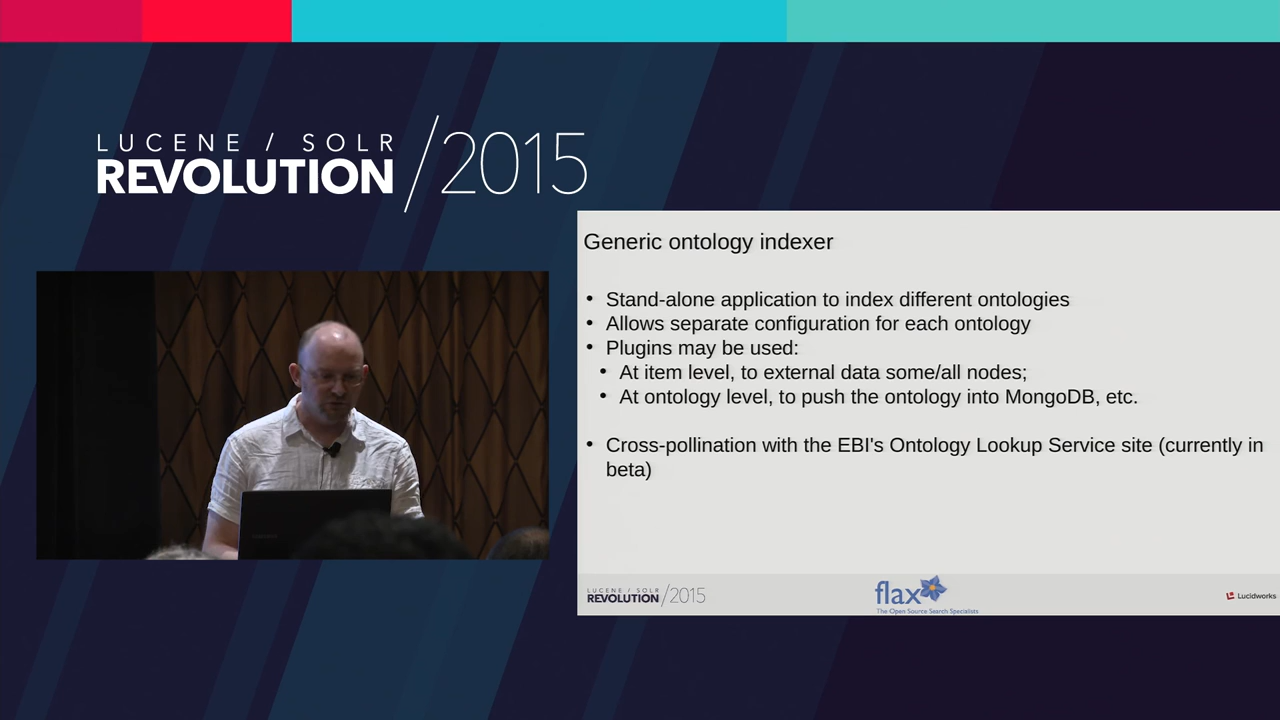 LUCENE / SOLR
REVOLUTION /2015
Generic ontology indexer
• Stand-alone application to index different ontologies
• Allows separate configuration for each ontology
• Plugins may be used:
• At item level, to external data some/all nodes;
• At ontology level, to push the ontology into MongoDB, etc.
• Cross-pollination with the EBI's Ontology Lookup Service site (currently in
beta)
LUCENE / SOLR
REVOLUTION /2015
flax
The Open Source Search Specialists
Lucidworks